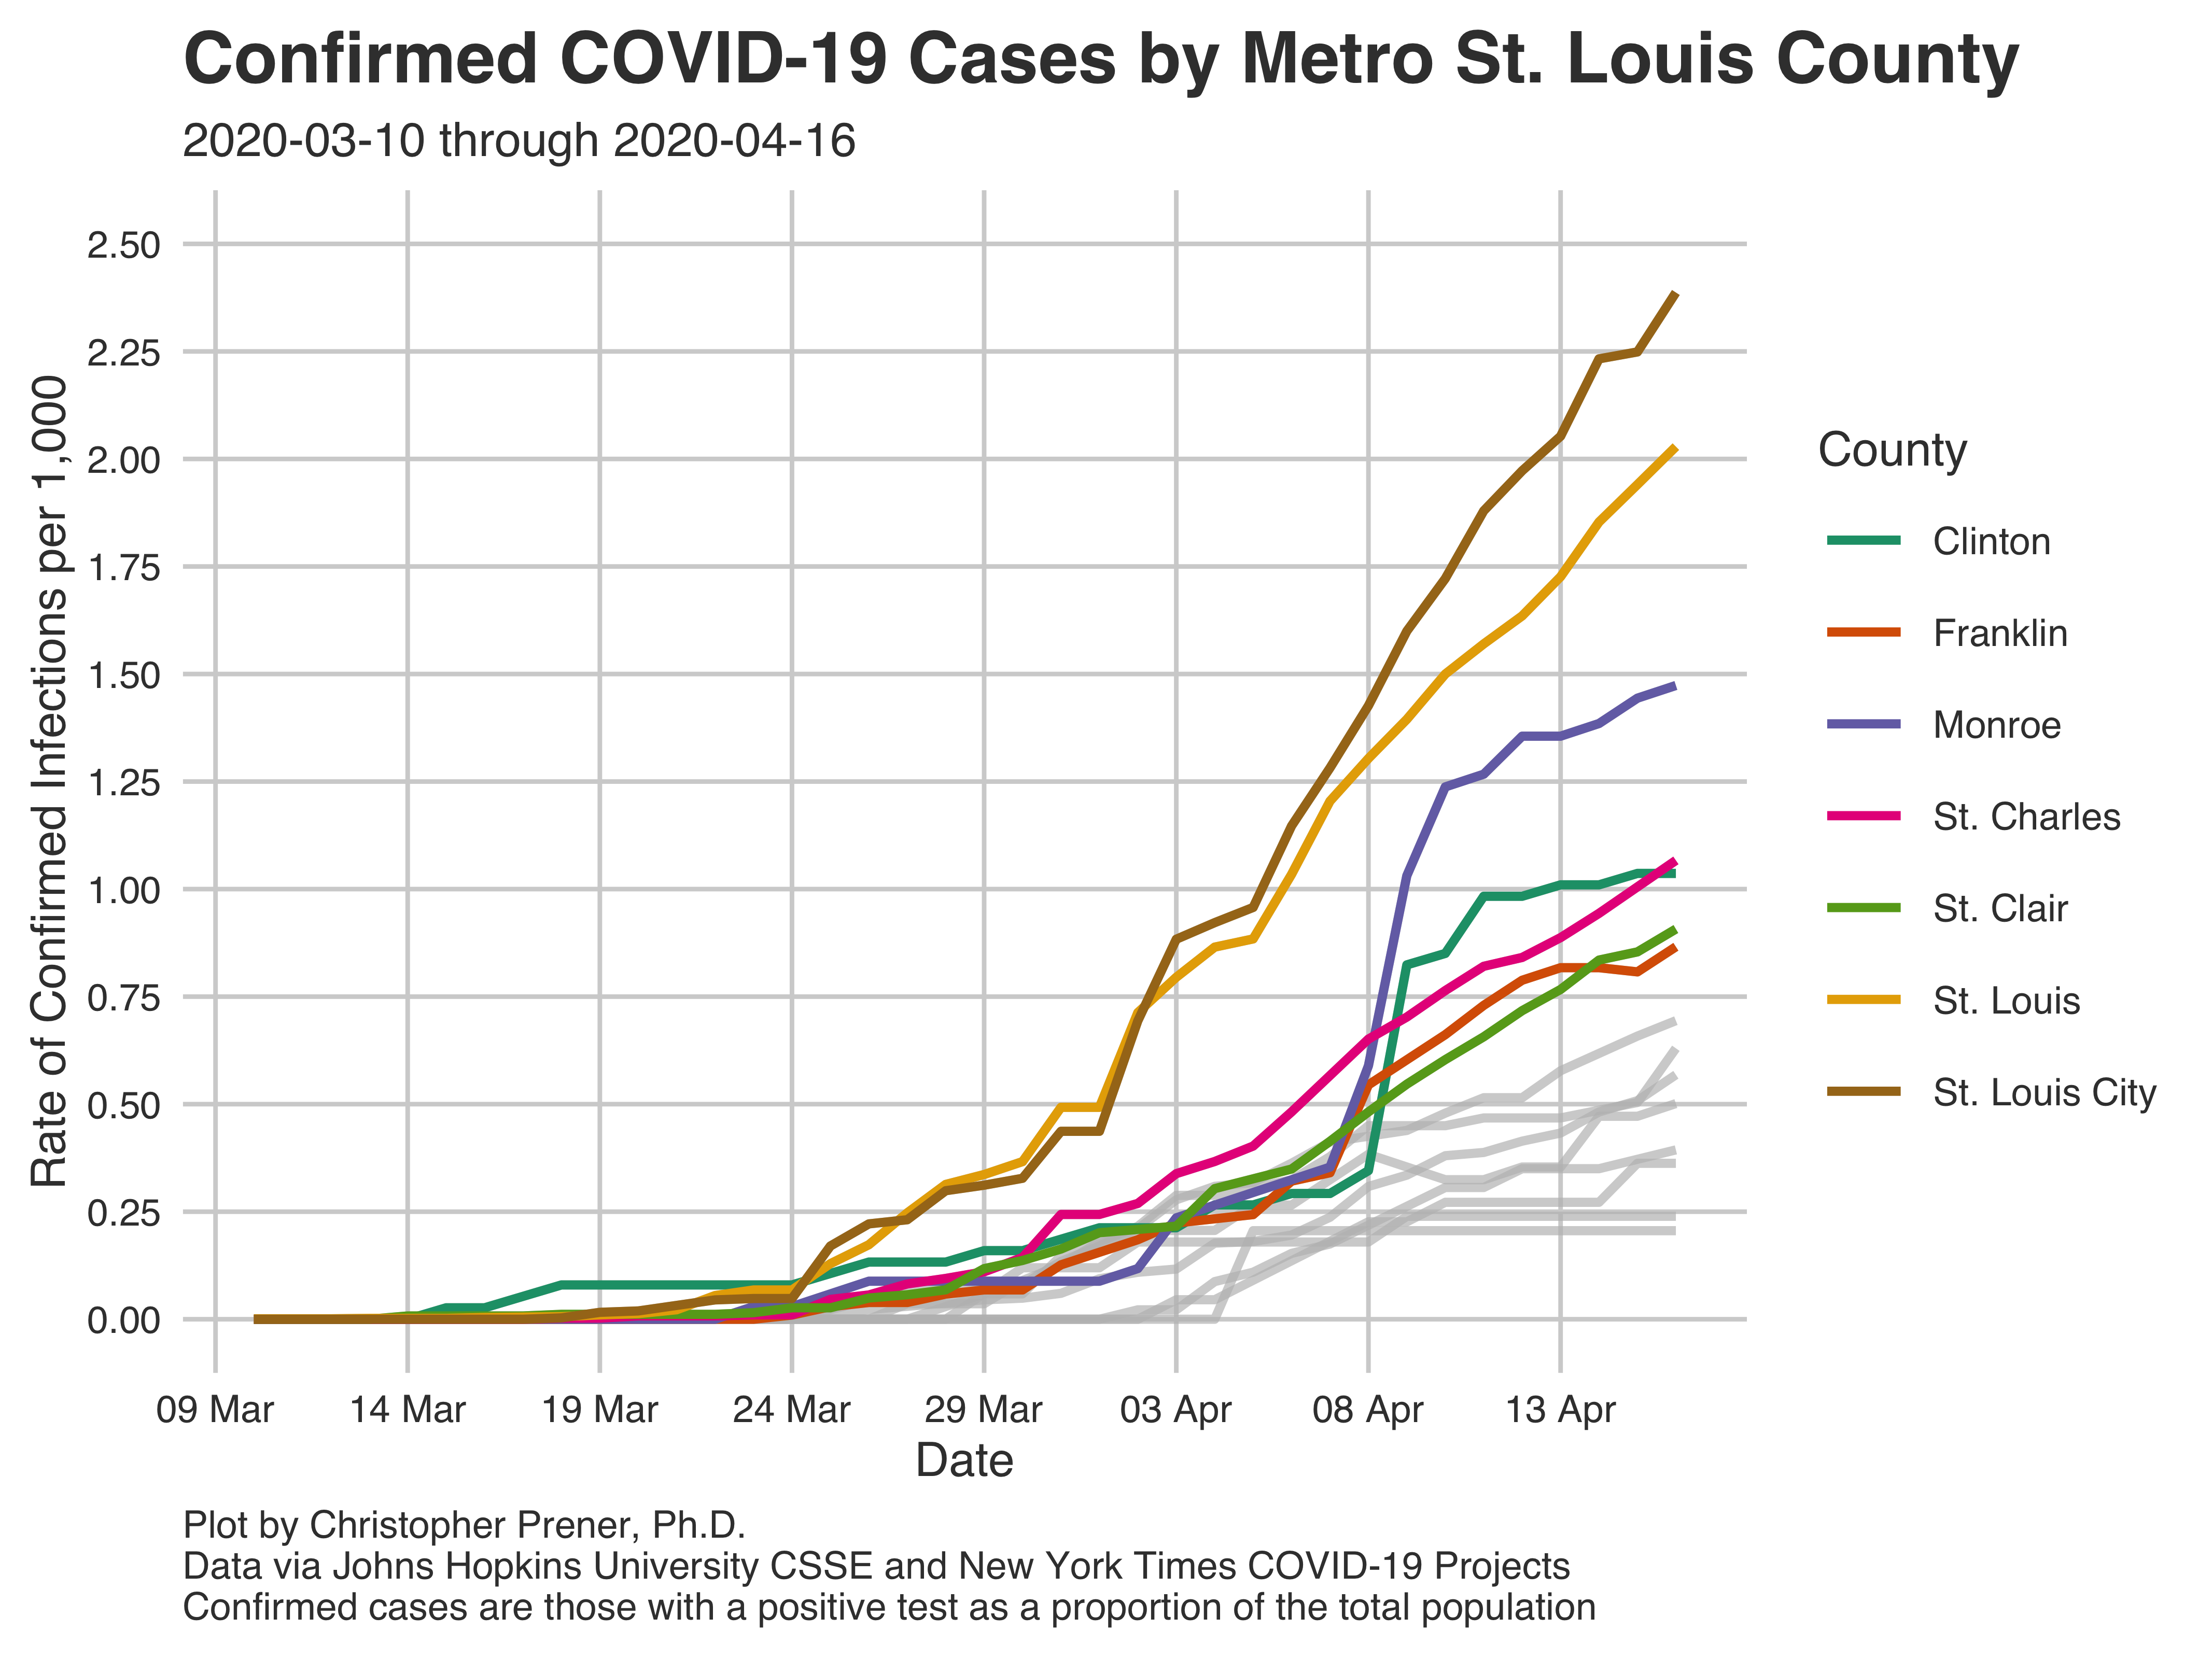 Confirmed COVID-19 Cases by Metro St. Louis County
2020-03-10 through 2020-04-16
Rate of Confirmed Infections per 1,000
2.50
2.25
2.00
1.75
1.50
1.25
1.00
0.75
0.50
0.25
0.00
09 Mar
14 Mar
19 Mar
24 Mar
29 Mar
03 Apr
08 Apr
13 Apr
Date
County
Clinton
Franklin
Monroe
St. Charles
St. Clair
St. Louis
St. Louis City
Plot by Christopher Prener, Ph.D.
Data via Johns Hopkins University CSSE and New York Times COVID-19 Projects
Confirmed cases are those with a positive test as a proportion of the total population